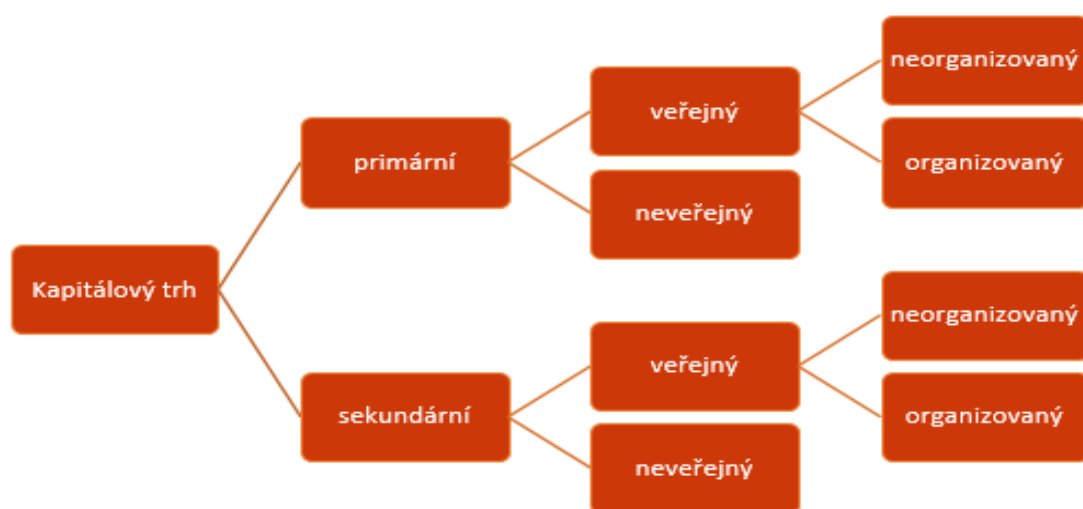 Kapitálový trh
primární
veřejný
neorganizovaný
organizovaný
neveřejný
sekundární
veřejný
neorganizovaný
organizovaný
neveřejný